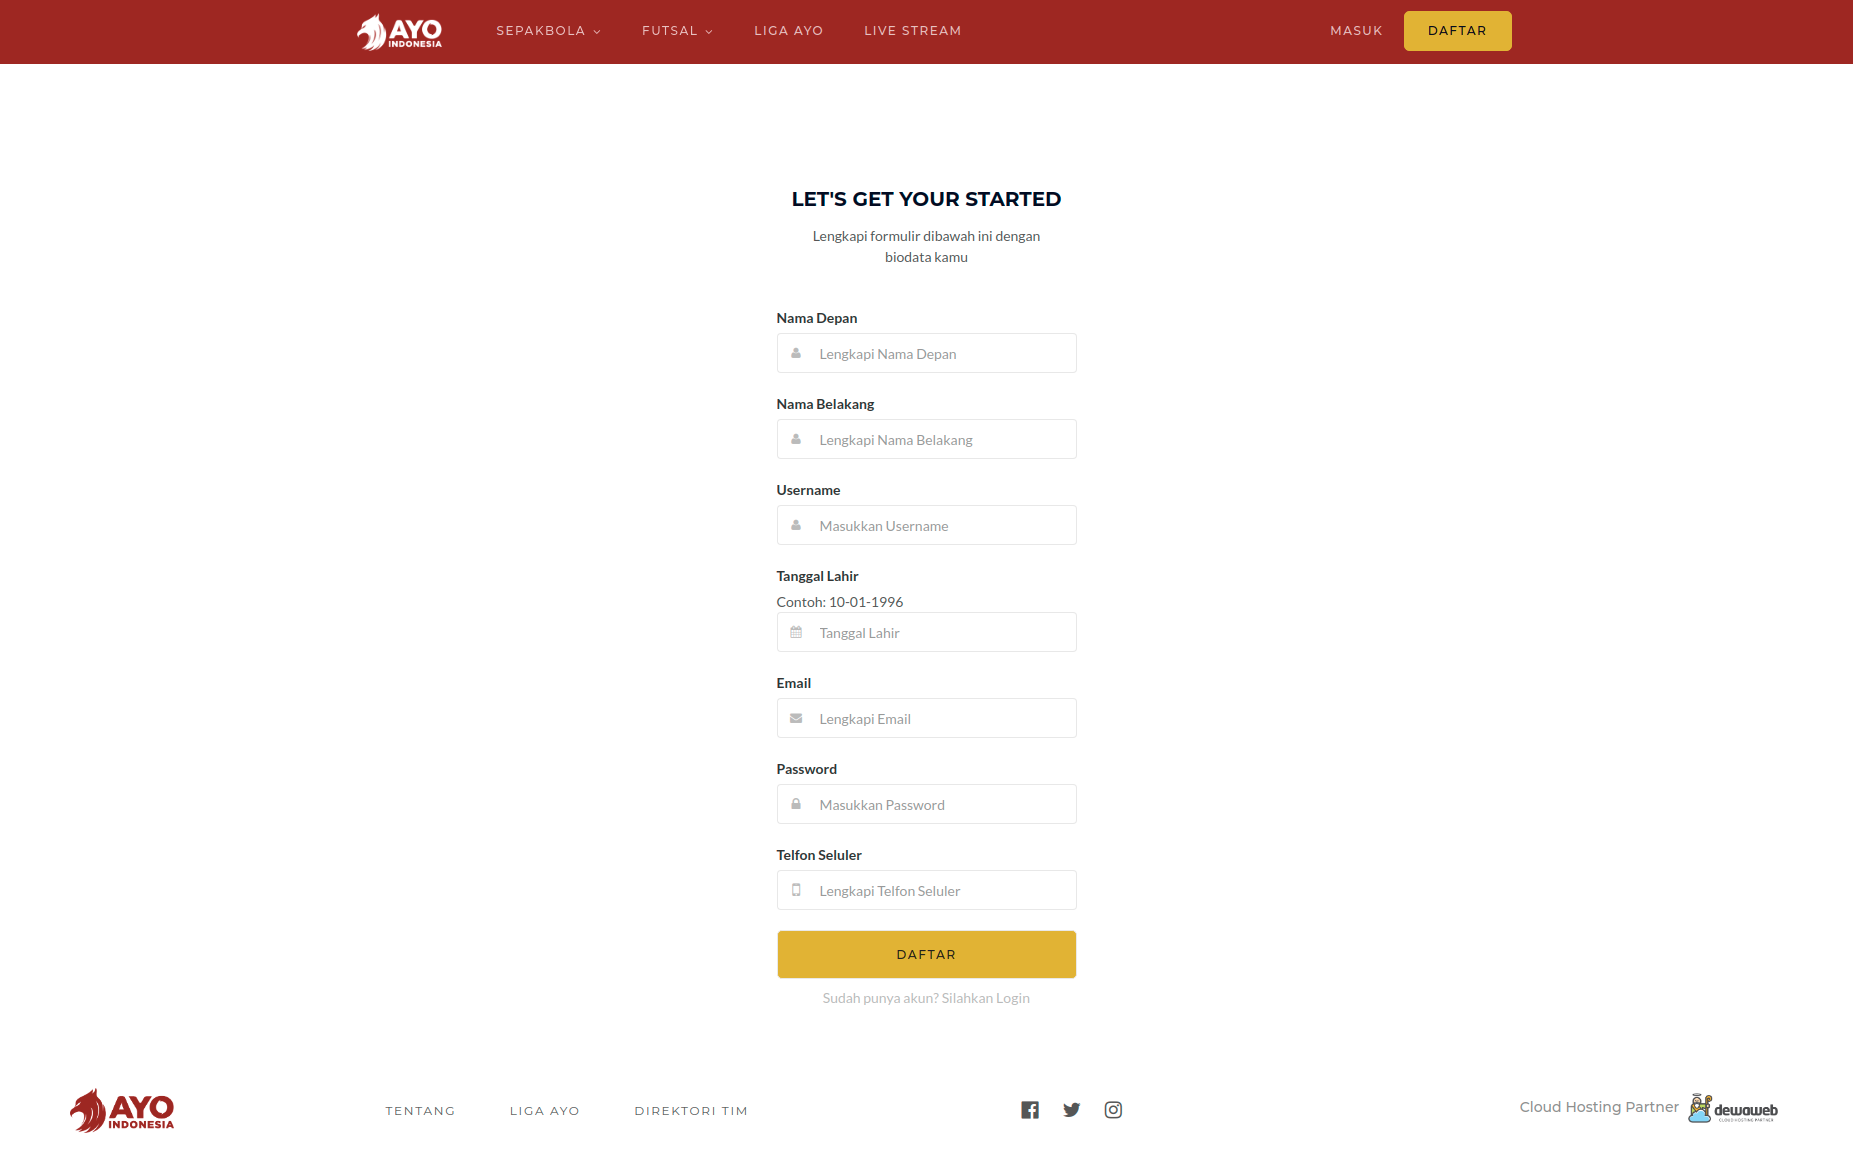 AYO INDONESIA
SEPAKBOLA
FUTSAL
LIGA AYO
LIVE STREAM
MASUK
DAFTAR
LET'S GET YOUR STARTED
Lengkapi formulir dibawah ini dengan
biodata kamu
Nama Depan
Lengkapi Nama Depan
Nama Belakang
Lengkapi Nama Belakang
Username
Masukkan Username
Tanggal Lahir
Contoh: 10-01-1996
Tanggal Lahir
Email
Lengkapi Email
Password
Masukkan Password
Telfon Seluler
Lengkapi Telfon Seluler
DAFTAR
Sudah punya akun? Silahkan Login
AYO INDONESIA
TENTANG
LIGA AYO
DIREKTORI TIM
Cloud Hosting Partner
dewaweb
CLOUD HOSTING PARTNER